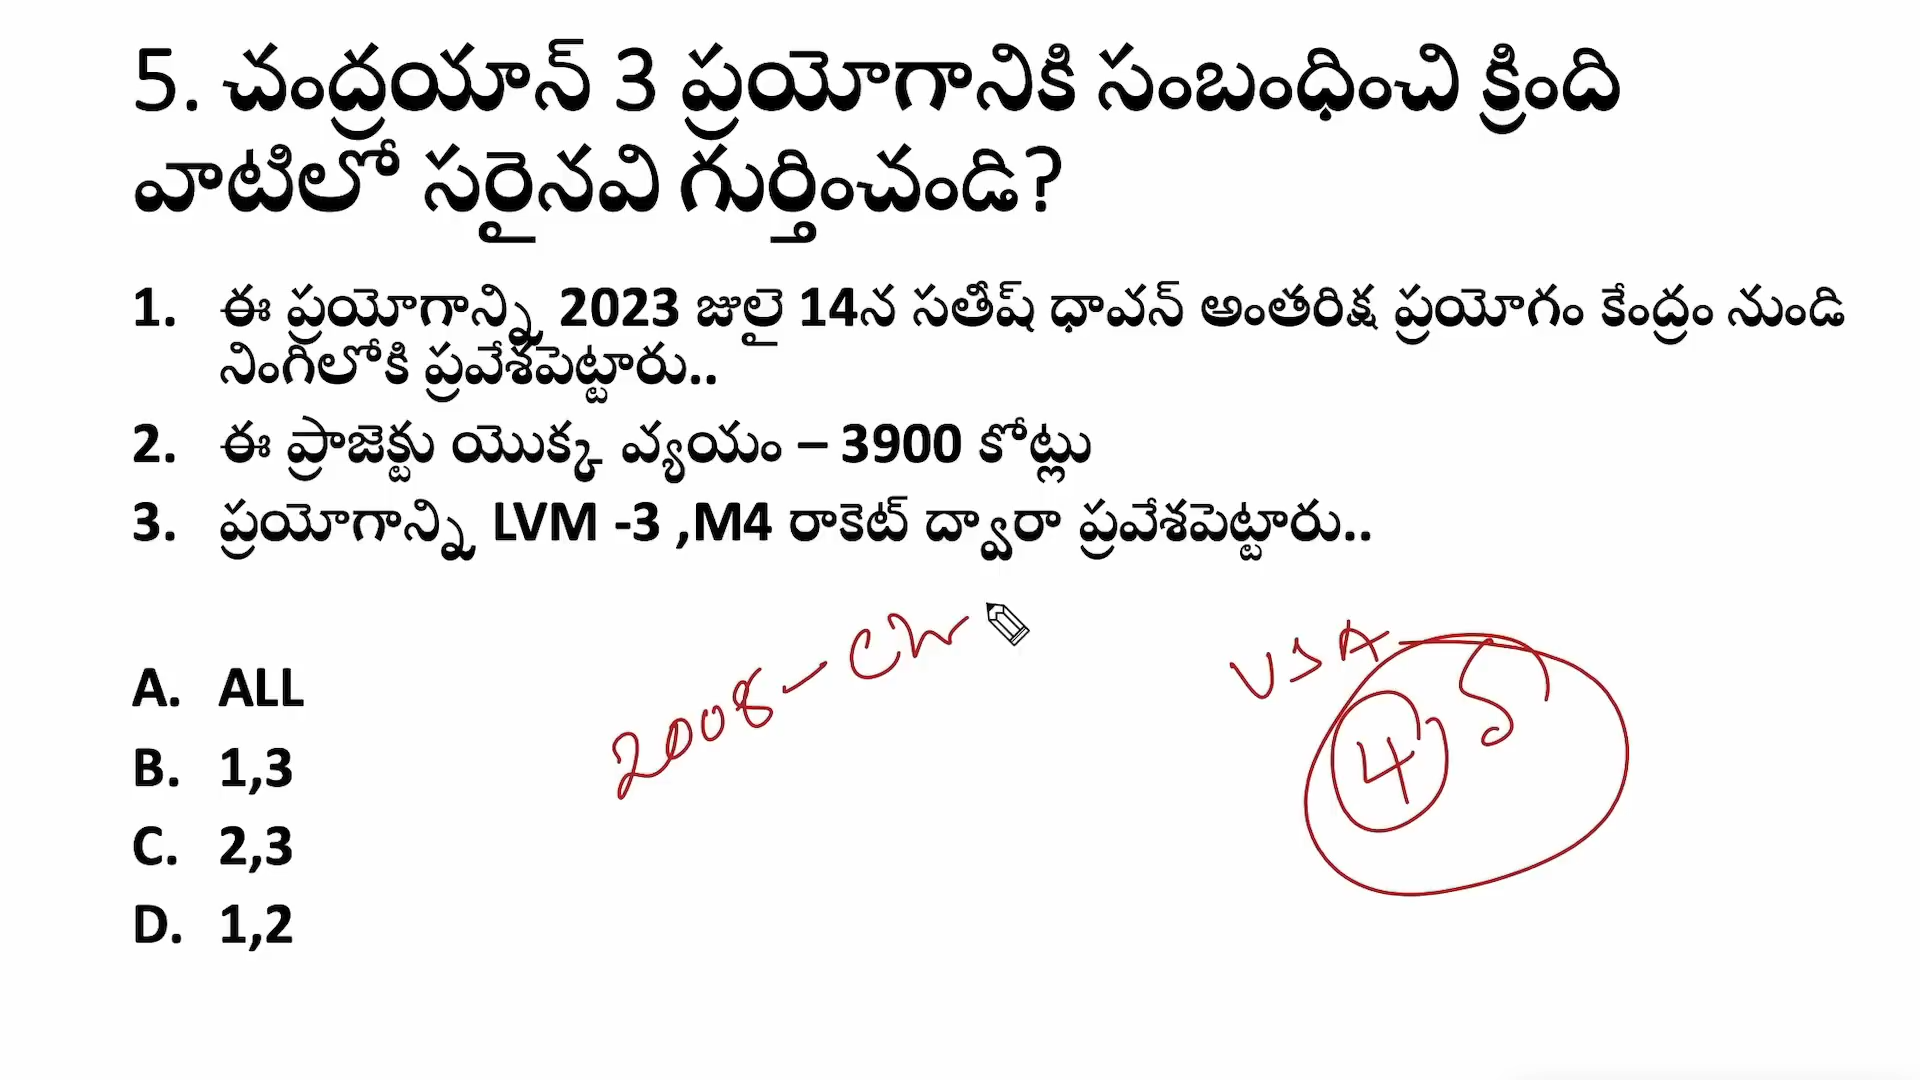 5. చంద్రయాన్ 3 ప్రయోగానికి సంబంధించి క్రింది
వాటిలో సరైనవి గుర్తించండి?
1. ఈ ప్రయోగాన్ని 2023 జులై 14న సతీష్ ధావన్ అంతరిక్ష ప్రయోగం కేంద్రం నుండి
నింగిలోకి ప్రవేశపెట్టారు..
2. ఈ ప్రాజెక్టు యొక్క వ్యయం – 3900 కోట్లు
3. ప్రయోగాన్ని LVM -3 ,M4 రాకెట్ ద్వారా ప్రవేశపెట్టారు..
2008 -
USA
4
A. ALL
B. 1,3
C. 2,3
D. 1,2